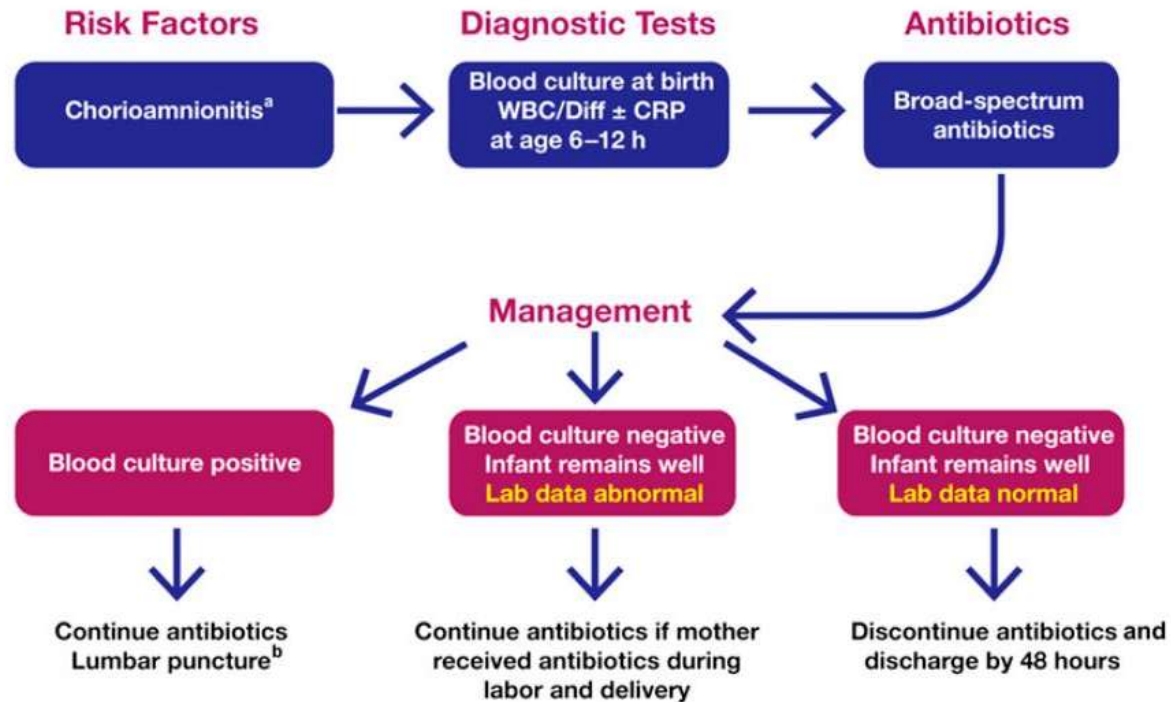 Risk Factors
Diagnostic Tests
Antibiotics
Chorioamnionitisᵃ
Blood culture at birth
WBC/Diff ± CRP
at age 6–12 h
Broad-spectrum
antibiotics
Management
Blood culture positive
Blood culture negative
Infant remains well
Lab data abnormal
Blood culture negative
Infant remains well
Lab data normal
Continue antibiotics
Lumbar punctureᵇ
Continue antibiotics if mother
received antibiotics during
labor and delivery
Discontinue antibiotics and
discharge by 48 hours